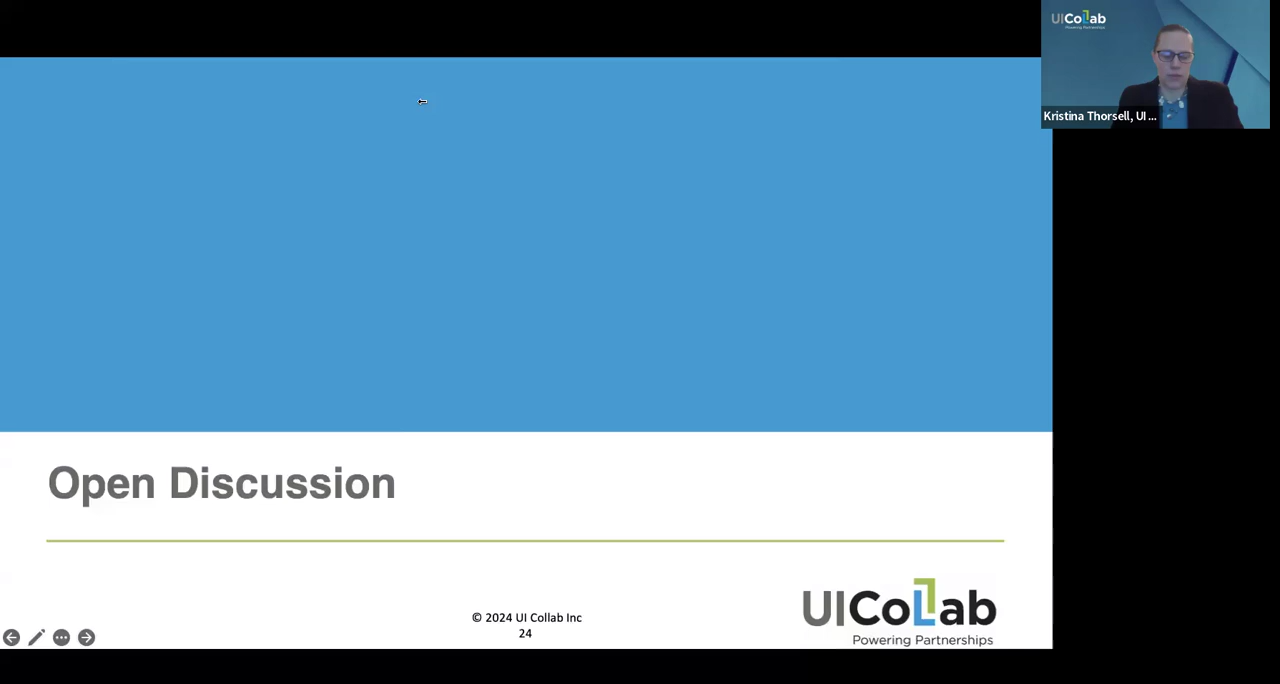 UICoLLab
Powering Partnerships
Kristina Thorsell, UI ...
Open Discussion
© 2024 UI Collab Inc
24
UICoLLab
Powering Partnerships